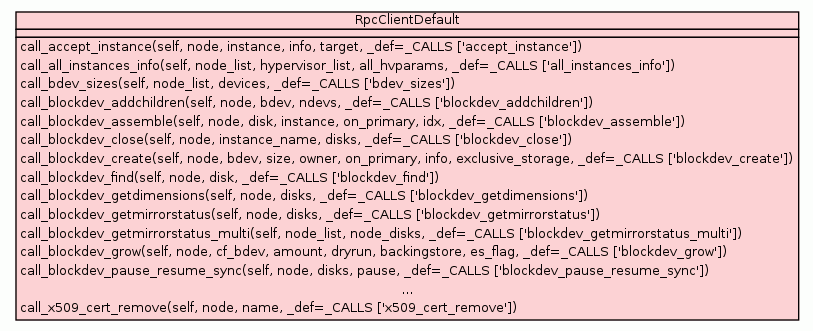 RpcClientDefault
call_accept_instance(self, node, instance, info, target, _def=_CALLS ['accept_instance'])
call_all_instances_info(self, node_list, hypervisor_list, all_hvparams, _def=_CALLS ['all_instances_info'])
call_bdev_sizes(self, node_list, devices, _def=_CALLS ['bdev_sizes'])
call_blockdev_addchildren(self, node, bdev, ndevs, _def=_CALLS ['blockdev_addchildren'])
call_blockdev_assemble(self, node, disk, instance, on_primary, idx, _def=_CALLS ['blockdev_assemble'])
call_blockdev_close(self, node, instance_name, disks, _def=_CALLS ['blockdev_close'])
call_blockdev_create(self, node, bdev, size, owner, on_primary, info, exclusive_storage, _def=_CALLS ['blockdev_create'])
call_blockdev_find(self, node, disk, _def=_CALLS ['blockdev_find'])
call_blockdev_getdimensions(self, node, disks, _def=_CALLS ['blockdev_getdimensions'])
call_blockdev_getmirrorstatus(self, node, disks, _def=_CALLS ['blockdev_getmirrorstatus'])
call_blockdev_getmirrorstatus_multi(self, node_list, node_disks, _def=_CALLS ['blockdev_getmirrorstatus_multi'])
call_blockdev_grow(self, node, cf_bdev, amount, dryrun, backingstore, es_flag, _def=_CALLS ['blockdev_grow'])
call_blockdev_pause_resume_sync(self, node, disks, pause, _def=_CALLS ['blockdev_pause_resume_sync'])
...
call_x509_cert_remove(self, node, name, _def=_CALLS ['x509_cert_remove'])